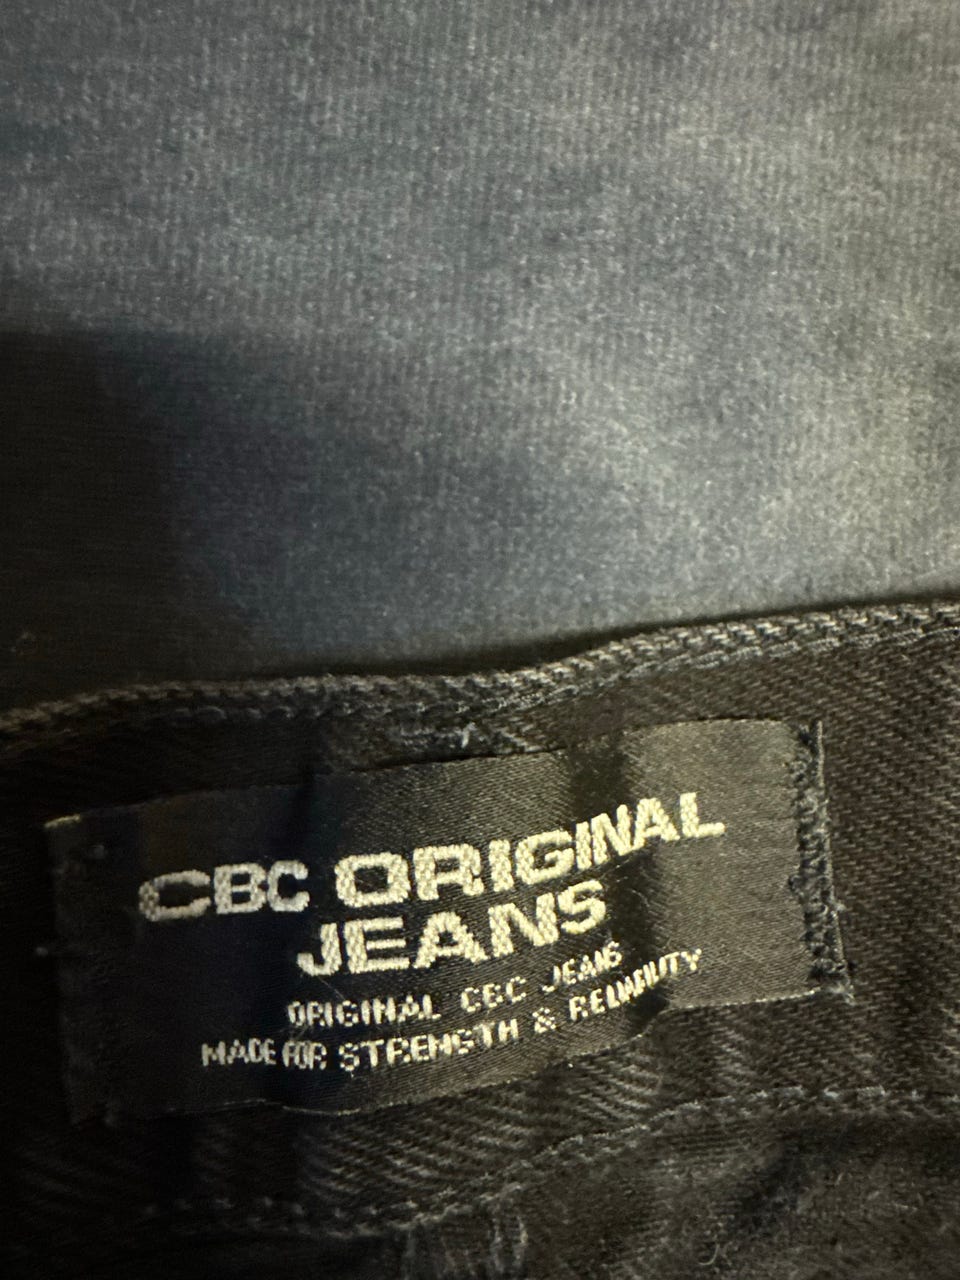 CBC ORIGINAL
JEANS
ORIGINAL CBC JEANS
MADE FOR STRENGTH & RELIABILITY